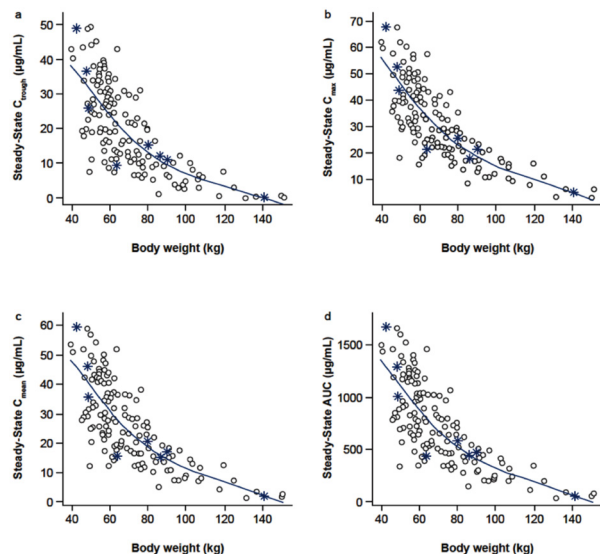 a
Steady-State Ctrough (µg/mL)
50
40
30
20
10
0
40 60 80 100 120 140
Body weight (kg)
b
Steady-State Cmax (µg/mL)
70
60
50
40
30
20
10
40 60 80 100 120 140
Body weight (kg)
c
Steady-State Cmean (µg/mL)
60
50
40
30
20
10
0
40 60 80 100 120 140
Body weight (kg)
d
Steady-State AUC (µg/mL)
1500
1000
500
0
40 60 80 100 120 140
Body weight (kg)